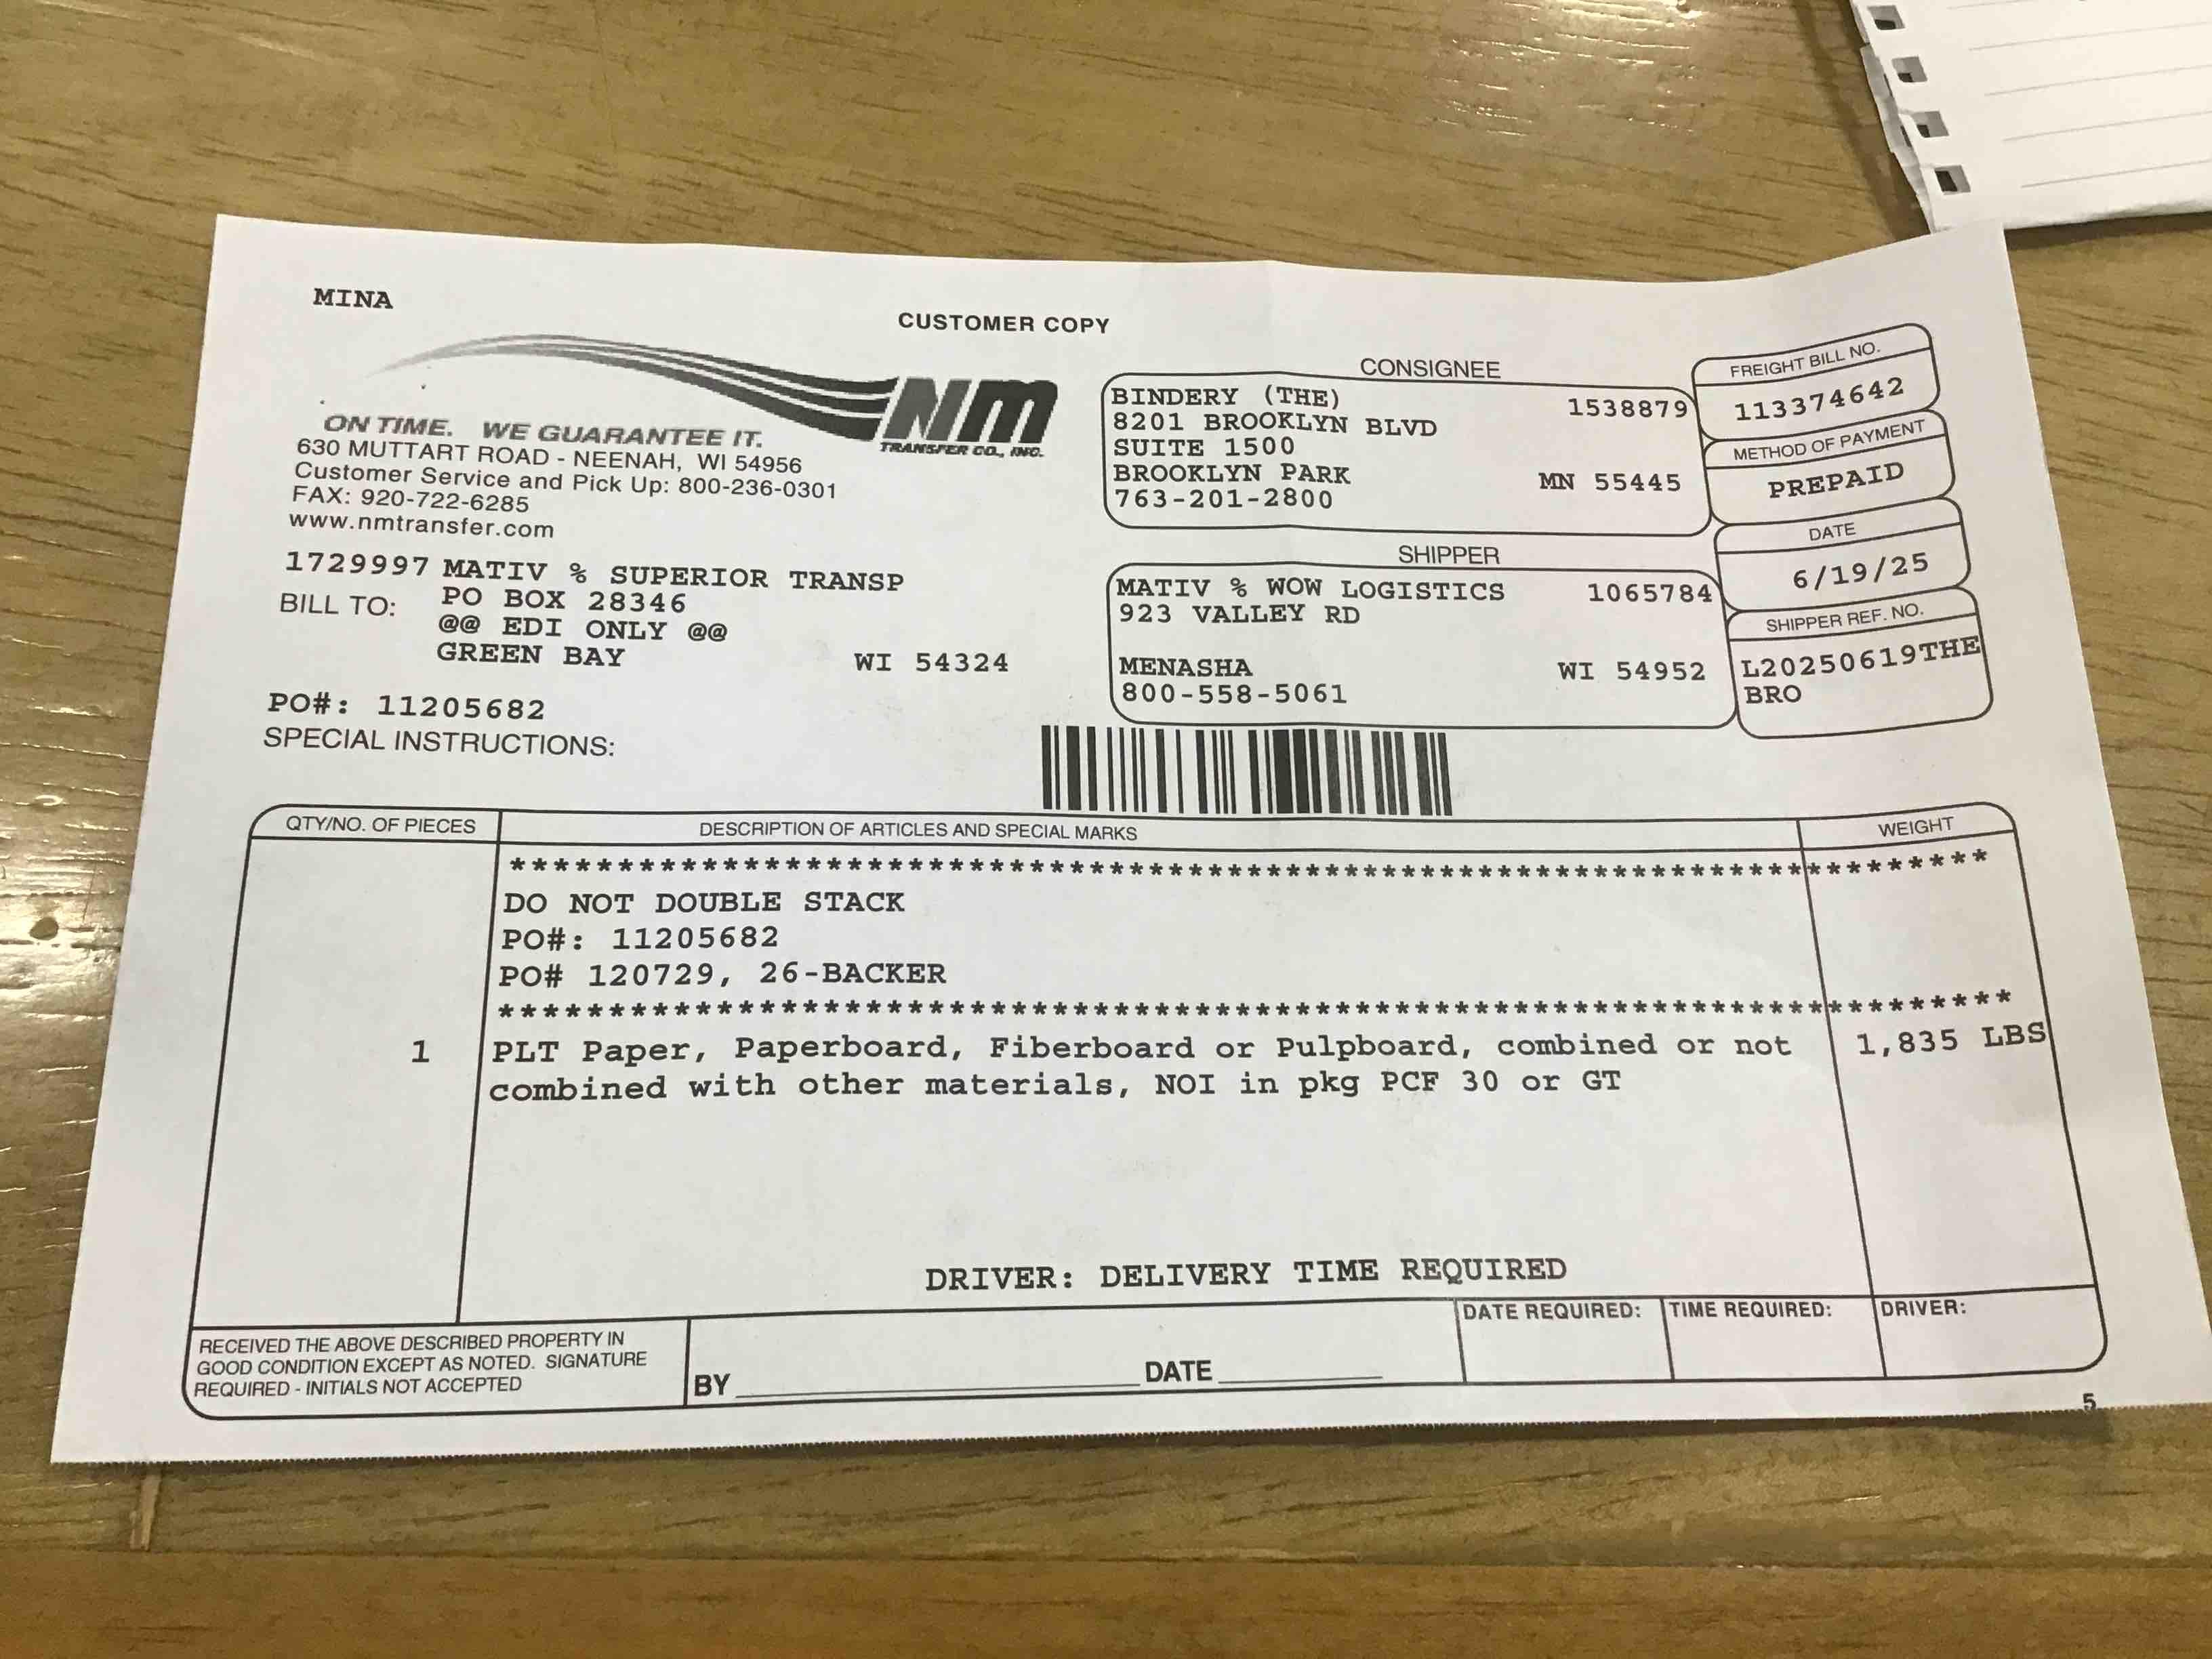 MINA
CUSTOMER COPY
NM
TRANSFER CO., INC.
ON TIME. WE GUARANTEE IT.
630 MUTTART ROAD - NEENAH, WI 54956
Customer Service and Pick Up: 800-236-0301
FAX: 920-722-6285
www.nmtransfer.com
1729997 MATIV % SUPERIOR TRANSP
BILL TO: PO BOX 28346
@@ EDI ONLY @@
GREEN BAY WI 54324
PO#: 11205682
SPECIAL INSTRUCTIONS:
CONSIGNEE
BINDERY (THE) 1538879
8201 BROOKLYN BLVD
SUITE 1500
BROOKLYN PARK MN 55445
763-201-2800
SHIPPER
MATIV % WOW LOGISTICS 1065784
923 VALLEY RD
MENASHA WI 54952
800-558-5061
FREIGHT BILL NO.
113374642
METHOD OF PAYMENT
PREPAID
DATE
6/19/25
SHIPPER REF. NO.
L20250619THE
BRO
QTY/NO. OF PIECES DESCRIPTION OF ARTICLES AND SPECIAL MARKS WEIGHT
**********************************************************************
DO NOT DOUBLE STACK
PO#: 11205682
PO# 120729, 26-BACKER
**********************************************************************
1 PLT Paper, Paperboard, Fiberboard or Pulpboard, combined or not 1,835 LBS
combined with other materials, NOI in pkg PCF 30 or GT
DRIVER: DELIVERY TIME REQUIRED
RECEIVED THE ABOVE DESCRIBED PROPERTY IN
GOOD CONDITION EXCEPT AS NOTED. SIGNATURE
REQUIRED - INITIALS NOT ACCEPTED
BY DATE
DATE REQUIRED: TIME REQUIRED: DRIVER:
5